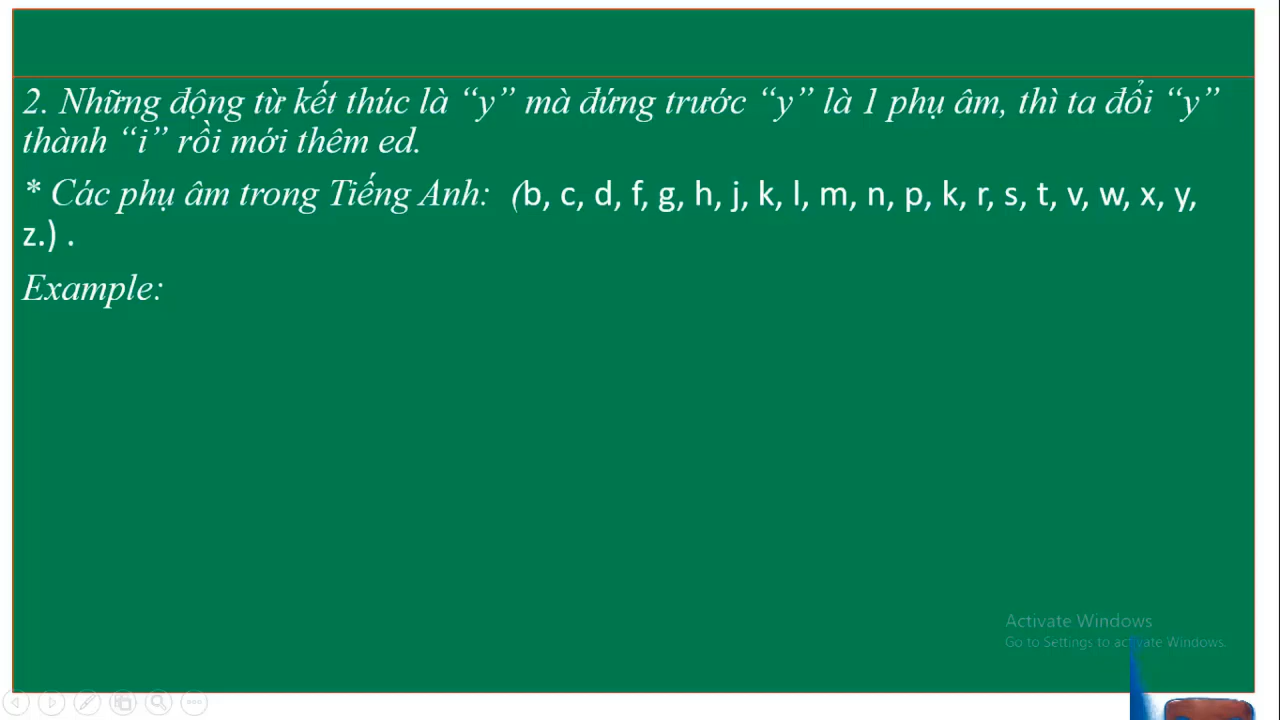 2. Những động từ kết thúc là “y” mà đứng trước “y” là 1 phụ âm, thì ta đổi “y”
thành “i” rồi mới thêm ed.
* Các phụ âm trong Tiếng Anh: (b, c, d, f, g, h, j, k, l, m, n, p, k, r, s, t, v, w, x, y,
z.) .
Example:
Activate Windows
Go to Settings to activate Windows.